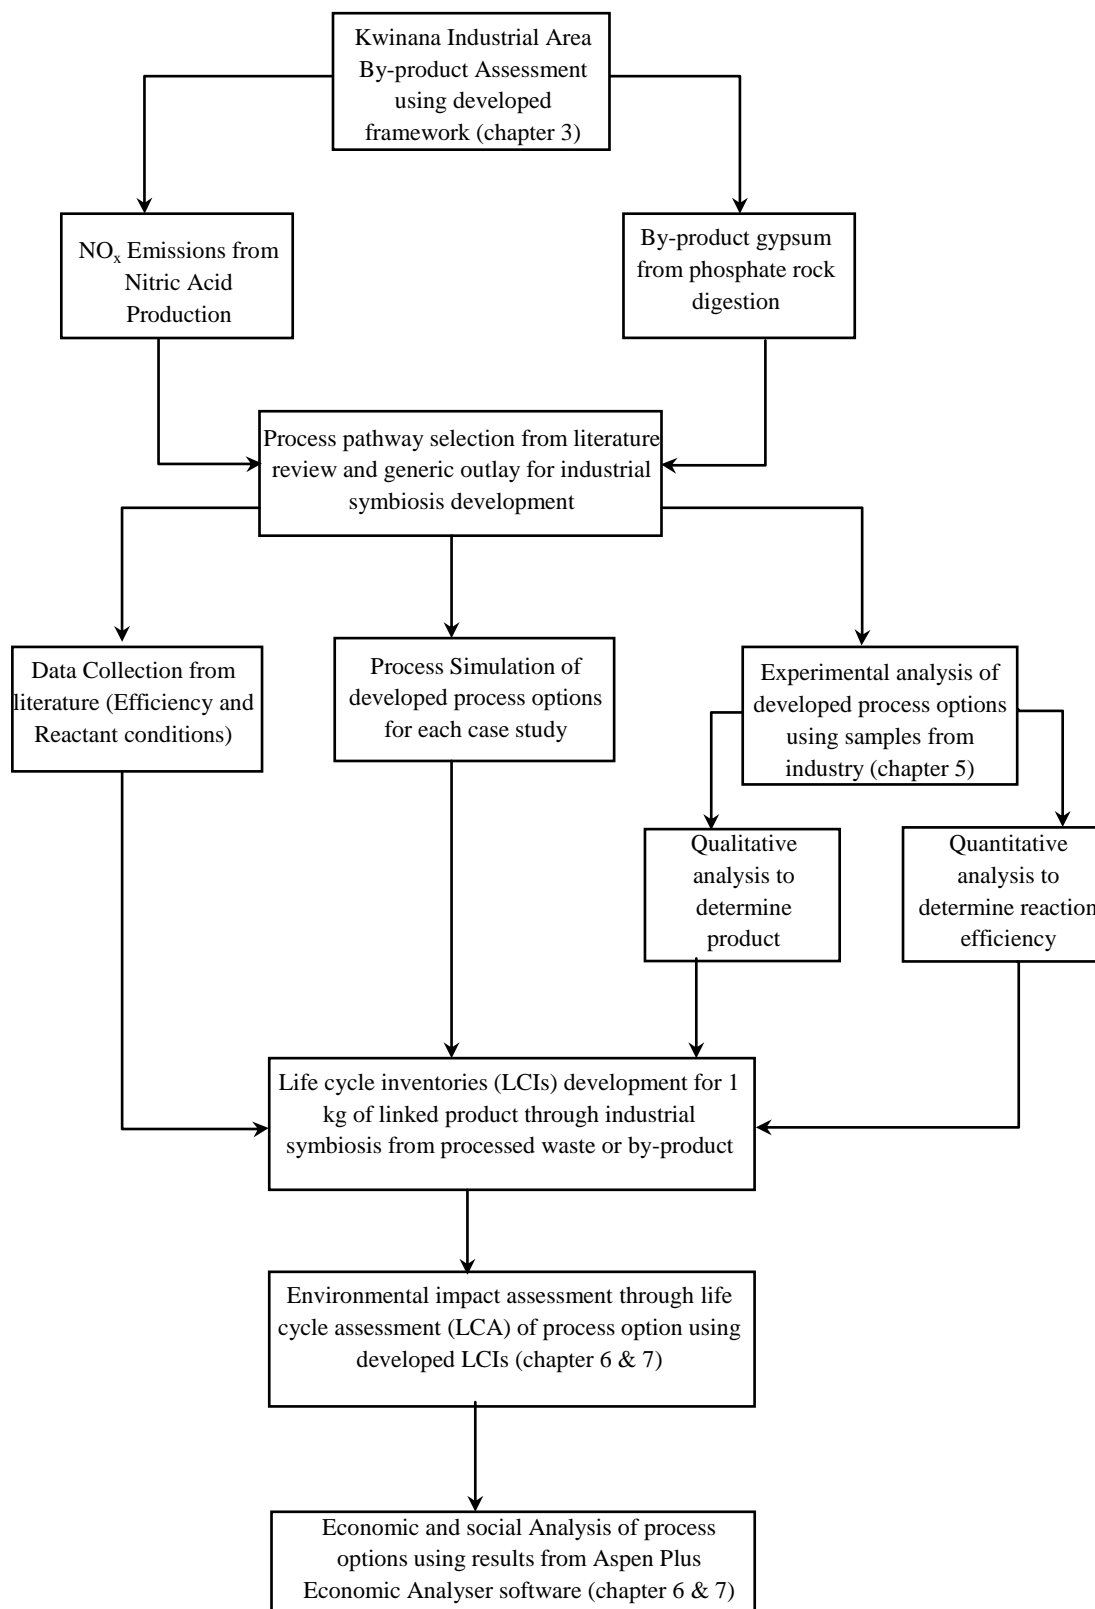 Kwinana Industrial Area
By-product Assessment
using developed
framework (chapter 3)
NOx Emissions from
Nitric Acid
Production
By-product gypsum
from phosphate rock
digestion
Process pathway selection from literature
review and generic outlay for industrial
symbiosis development
Data Collection from
literature (Efficiency and
Reactant conditions)
Process Simulation of
developed process options
for each case study
Experimental analysis of
developed process options
using samples from
industry (chapter 5)
Qualitative
analysis to
determine
product
Quantitative
analysis to
determine reaction
efficiency
Life cycle inventories (LCIs) development for 1
kg of linked product through industrial
symbiosis from processed waste or by-product
Environmental impact assessment through life
cycle assessment (LCA) of process option using
developed LCIs (chapter 6 & 7)
Economic and social Analysis of process
options using results from Aspen Plus
Economic Analyser software (chapter 6 & 7)